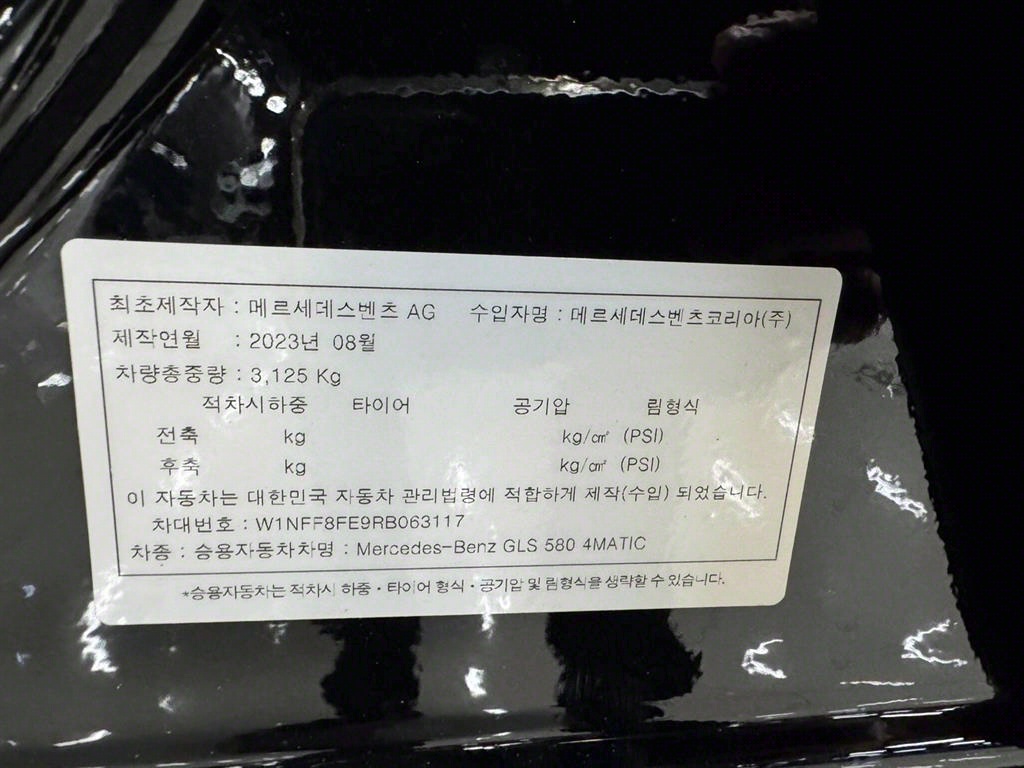 최초제작자 : 메르세데스벤츠 AG 수입자명 : 메르세데스벤츠코리아(주)
제작연월 : 2023년 08월
차량총중량 : 3,125 Kg
적차시하중 타이어 공기압 림형식
전축 kg kg/㎠ (PSI)
후축 kg kg/㎠ (PSI)
이 자동차는 대한민국 자동차 관리법령에 적합하게 제작(수입) 되었습니다.
차대번호 : W1NFF8FE9RB063117
차종 : 승용자동차차명 : Mercedes-Benz GLS 580 4MATIC
*승용자동차는 적차시 하중・타이어 형식・공기압 및 림형식을 생략할 수 있습니다.